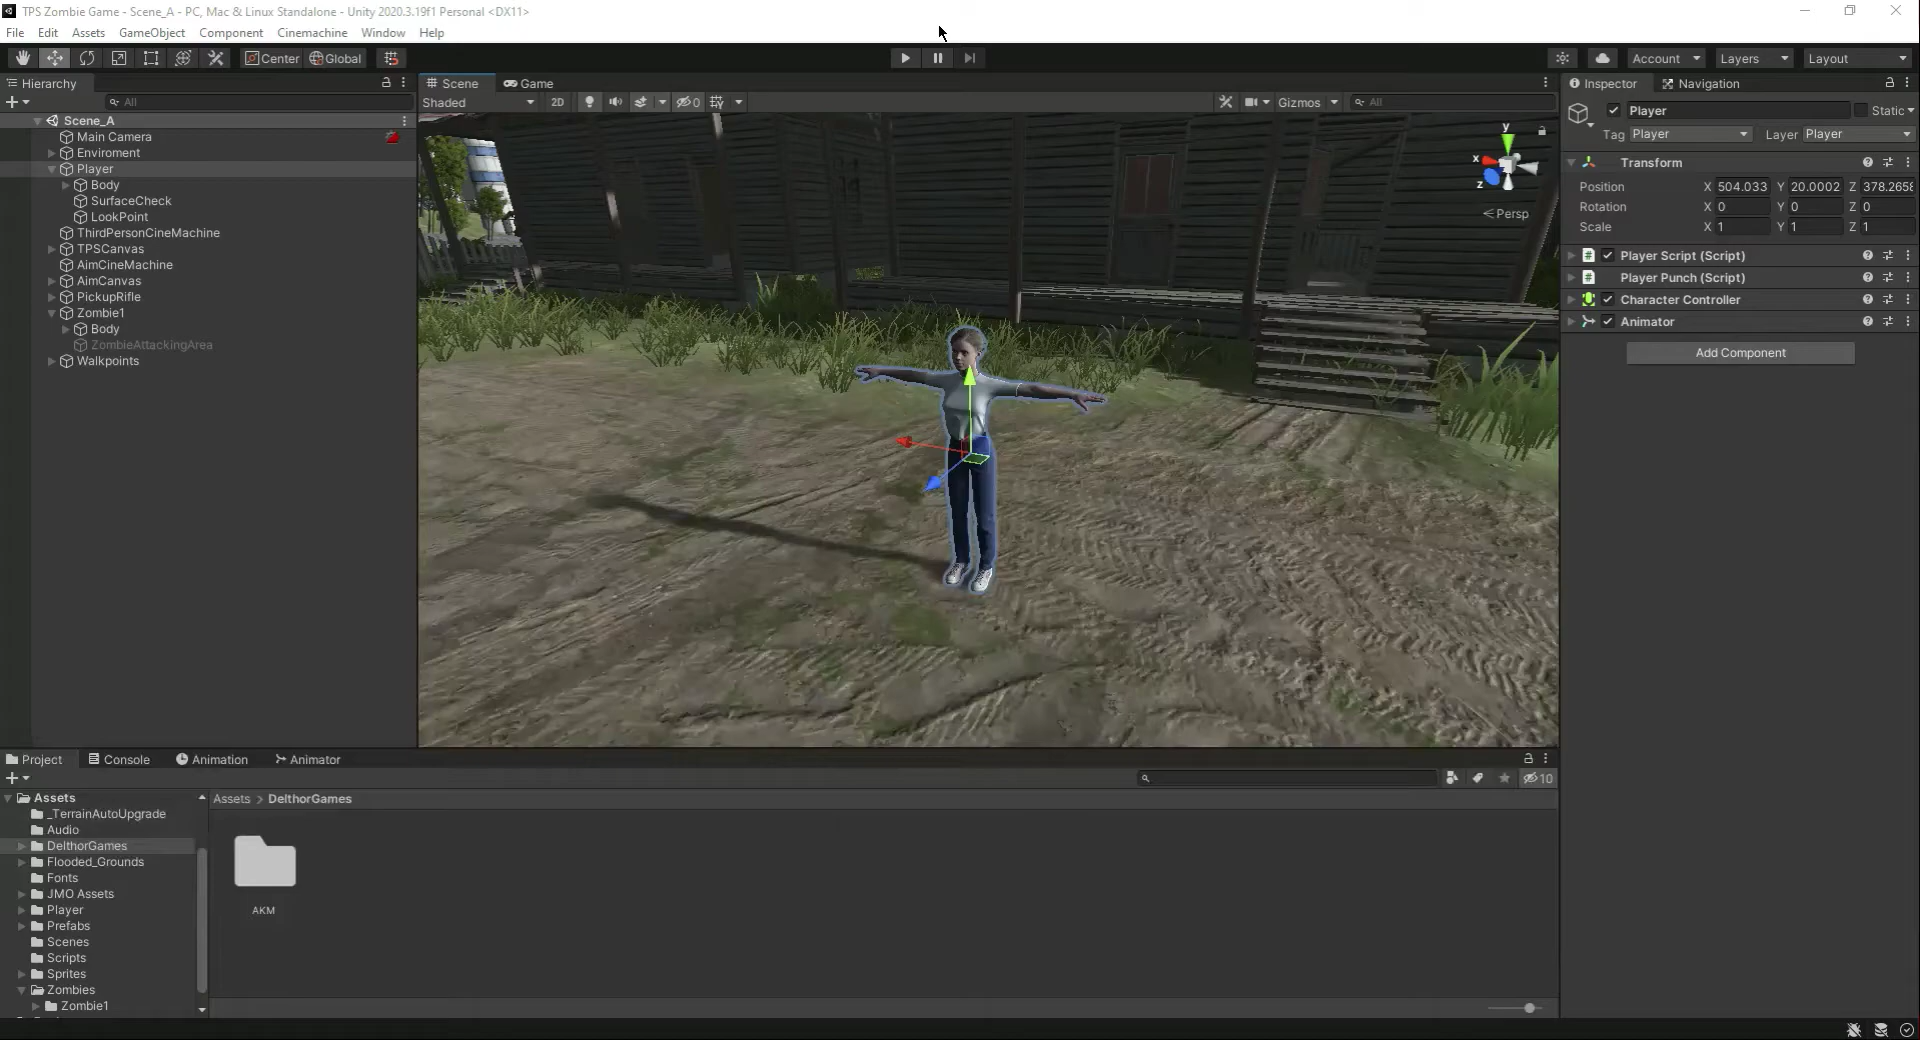 TPS Zombie Game - Scene_A - PC, Mac & Linux Standalone - Unity 2020.3.19f1 Personal <DX11>
File Edit Assets GameObject Component Cinemachine Window Help
Center Global Account Layers Layout
Hierarchy
All
Scene_A
Main Camera
Enviroment
Player
Body
SurfaceCheck
LookPoint
ThirdPersonCineMachine
TPSCanvas
AimCineMachine
AimCanvas
PickupRifle
Zombie1
Body
ZombieAttackingArea
Walkpoints
Scene Game
Shaded 2D 0 Gizmos All
y
x
z
Persp
Inspector Navigation
Player Static
Tag Player Layer Player
Transform
Position X 504.033 Y 20.0002 Z 378.2658
Rotation X 0 Y 0 Z 0
Scale X 1 Y 1 Z 1
Player Script (Script)
Player Punch (Script)
Character Controller
Animator
Add Component
Project Console Animation Animator
10
Assets
_TerrainAutoUpgrade
Audio
DelthorGames
Flooded_Grounds
Fonts
JMO Assets
Player
Prefabs
Scenes
Scripts
Sprites
Zombies
Zombie1
Assets > DelthorGames
AKM